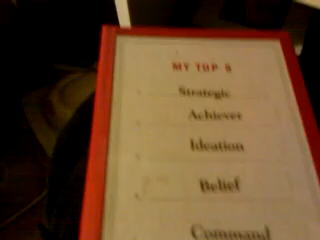 MY TOP 5
Strategic
Achiever
Ideation
Belief
Command